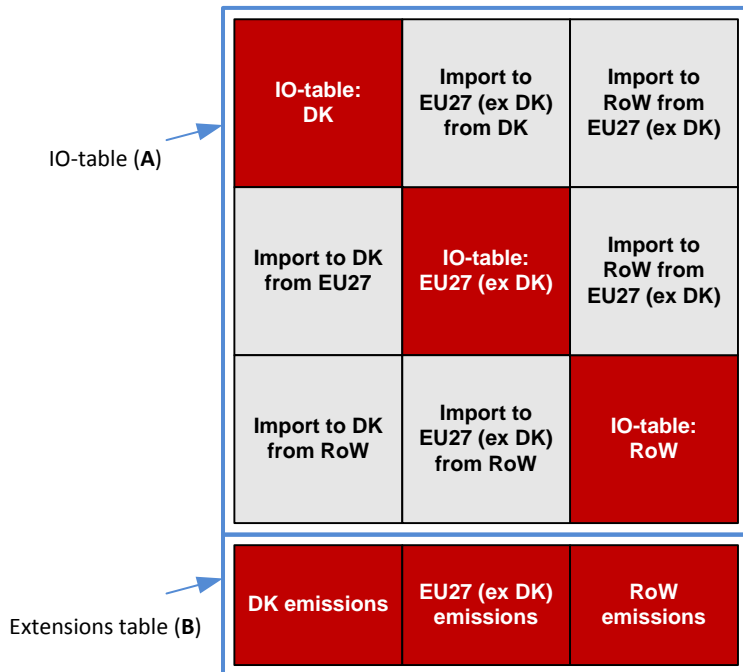 IO-table:
DK
Import to
EU27 (ex DK)
from DK
Import to
RoW from
EU27 (ex DK)
IO-table (A)
Import to DK
from EU27
IO-table:
EU27 (ex DK)
Import to
RoW from
EU27 (ex DK)
Import to DK
from RoW
Import to
EU27 (ex DK)
from RoW
IO-table:
RoW
DK emissions
EU27 (ex DK)
emissions
RoW
emissions
Extensions table (B)